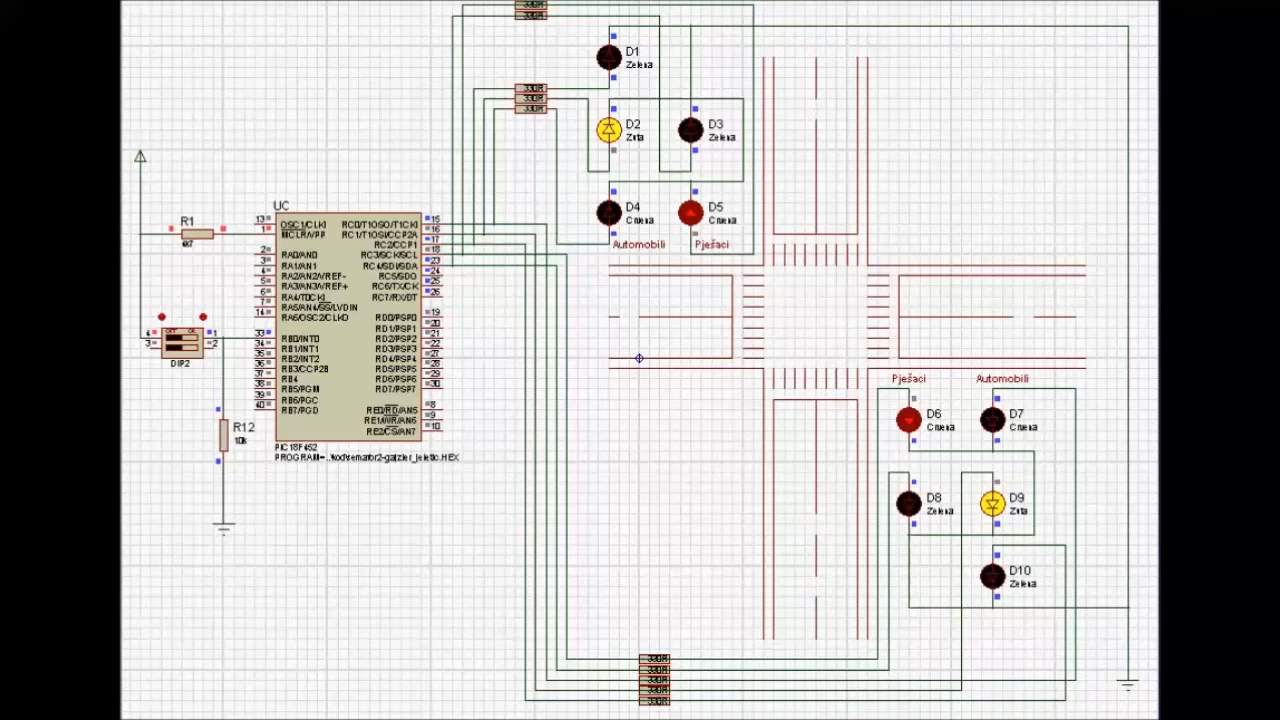 330R
330R
D1
Zelena
330R
330R
330R
D2
Zuta
D3
Zelena
D4
Crvena
D5
Crvena
Automobili
Pješaci
UC
R1
4k7
13
1
2
3
4
5
6
7
14
33
34
35
36
37
38
39
40
OSC1/CLKI
MCLR/VPP
RA0/AN0
RA1/AN1
RA2/AN2/VREF-
RA3/AN3/VREF+
RA4/T0CKI
RA5/AN4/SS/LVDIN
RA6/OSC2/CLKO
RB0/INT0
RB1/INT1
RB2/INT2
RB3/CCP2B
RB4
RB5/PGM
RB6/PGC
RB7/PGD
RC0/T1OSO/T1CKI
RC1/T1OSI/CCP2A
RC2/CCP1
RC3/SCK/SCL
RC4/SDI/SDA
RC5/SDO
RC6/TX/CK
RC7/RX/DT
RD0/PSP0
RD1/PSP1
RD2/PSP2
RD3/PSP3
RD4/PSP4
RD5/PSP5
RD6/PSP6
RD7/PSP7
RE0/RD/AN5
RE1/WR/AN6
RE2/CS/AN7
15
16
17
18
23
24
25
26
19
20
21
22
27
28
29
30
8
9
10
4
3
1
2
DIP2
R12
10k
PIC18F452
Pješaci
Automobili
D6
Crvena
D7
Crvena
D8
Zelena
D9
Zuta
D10
Zelena
330R
330R
330R
330R
330R